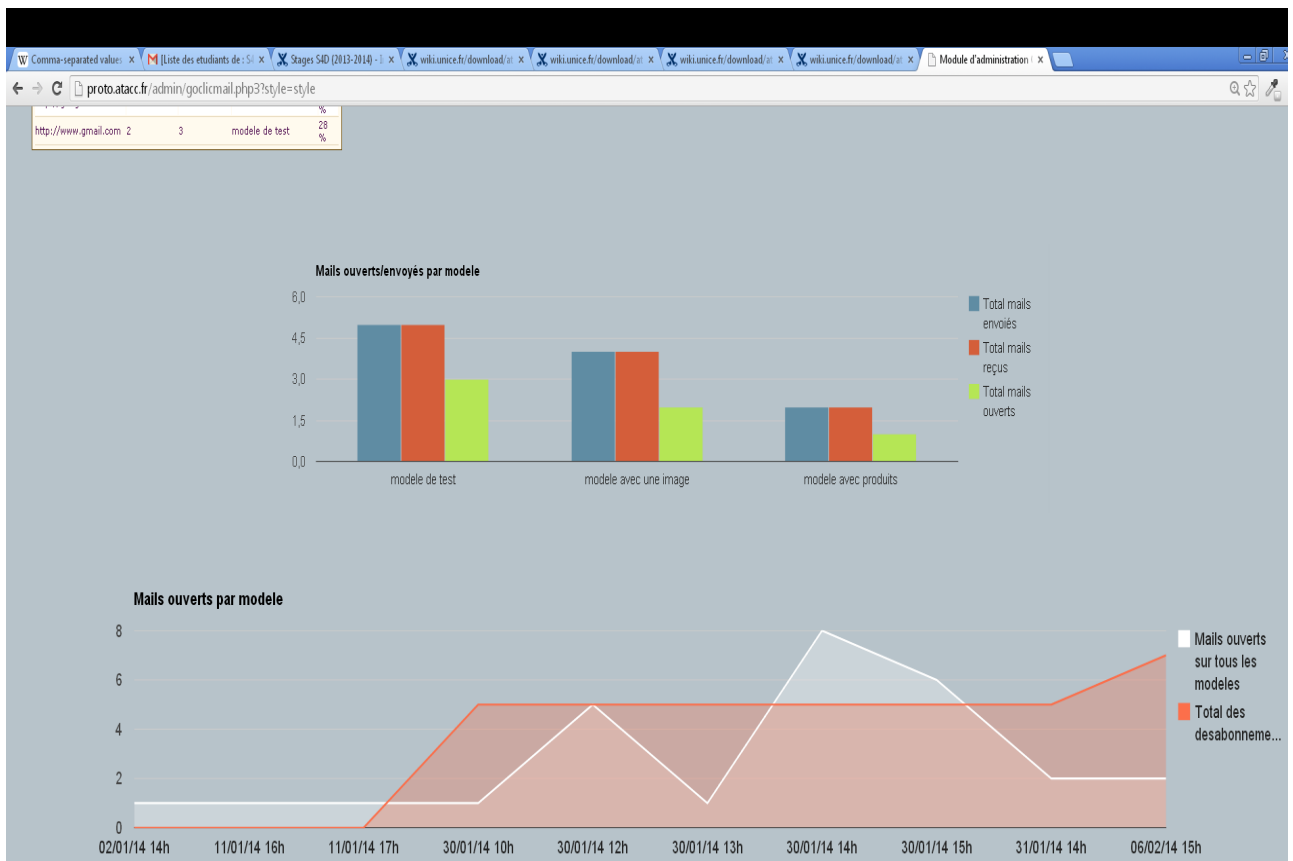 Comma-separated values
[Liste des etudiants de : S4
Stages S4D (2013-2014) - 
wiki.unice.fr/download/at
wiki.unice.fr/download/at
wiki.unice.fr/download/at
wiki.unice.fr/download/at
Module d'administration
proto.atacc.fr/admin/goclicmail.php3?style=style
%
http://www.gmail.com 2 3 modele de test 28
%
Mails ouverts/envoyés par modele
6,0
4,5
3,0
1,5
0,0
modele de test modele avec une image modele avec produits
Total mails
envoiés
Total mails
reçus
Total mails
ouverts
Mails ouverts par modele
8
6
4
2
0
02/01/14 14h 11/01/14 16h 11/01/14 17h 30/01/14 10h 30/01/14 12h 30/01/14 13h 30/01/14 14h 30/01/14 15h 31/01/14 14h 06/02/14 15h
Mails ouverts
sur tous les
modeles
Total des
desabonneme...